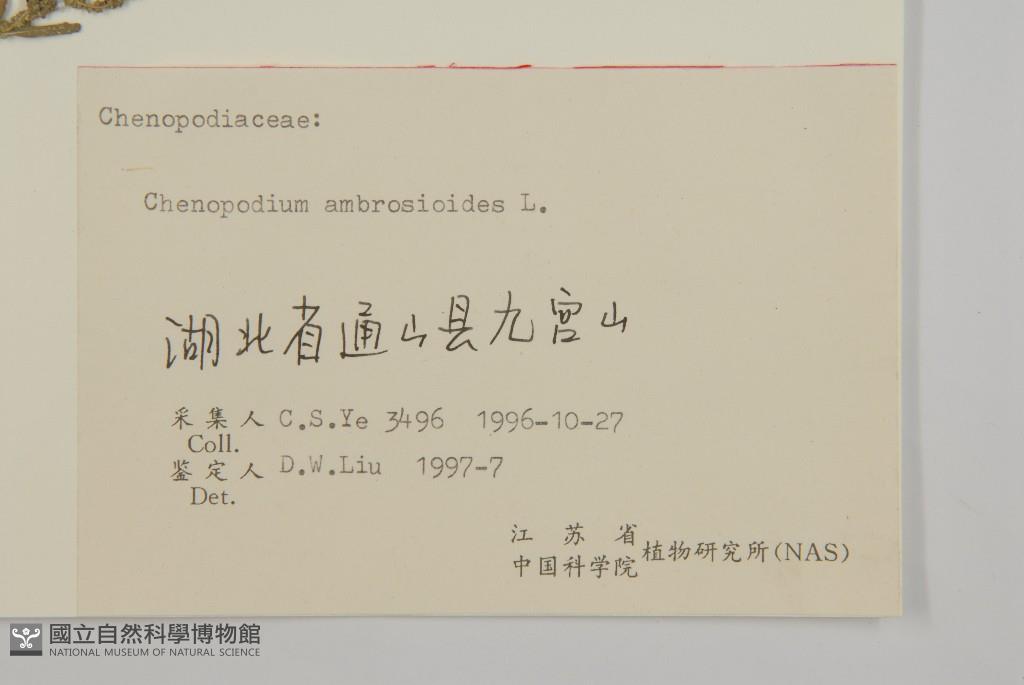 Chenopodiaceae:
Chenopodium ambrosioides L.
湖北省通山县九宫山
采集人 C.S.Ye 3496 1996-10-27
Coll.
鉴定人 D.W.Liu 1997-7
Det.
江苏省
中国科学院 植物研究所(NAS)
國立自然科學博物館
NATIONAL MUSEUM OF NATURAL SCIENCE